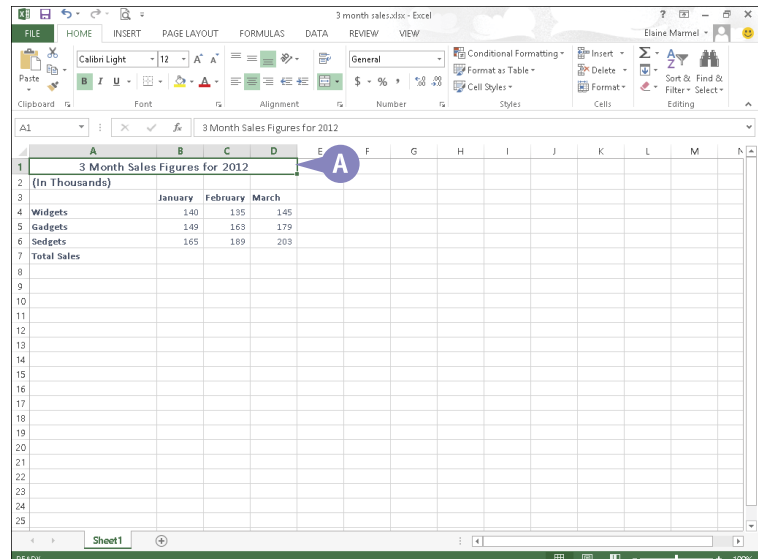 3 month sales.xlsx - Excel
FILE HOME INSERT PAGE LAYOUT FORMULAS DATA REVIEW VIEW Elaine Marmel
Paste
Calibri Light 12 A A
B I U A
General
$ % , .00 .0
Conditional Formatting
Format as Table
Cell Styles
Insert
Delete
Format
Sort & Filter
Find & Select
Clipboard Font Alignment Number Styles Cells Editing
A1 fx 3 Month Sales Figures for 2012
A B C D E F G H I J K L M N
1 3 Month Sales Figures for 2012 A
2 (In Thousands)
3 January February March
4 Widgets 140 135 145
5 Gadgets 149 163 179
6 Sedgets 165 189 203
7 Total Sales
8
9
10
11
12
13
14
15
16
17
18
19
20
21
22
23
24
25
Sheet1
READY 100%